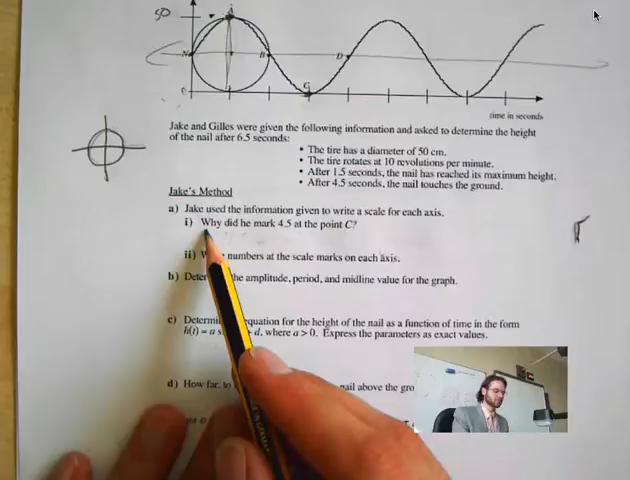 50
A
N
B
D
C
0
time in seconds
Jake and Gilles were given the following information and asked to determine the height
of the nail after 6.5 seconds:
• The tire has a diameter of 50 cm.
• The tire rotates at 10 revolutions per minute.
• After 1.5 seconds, the nail has reached its maximum height.
• After 4.5 seconds, the nail touches the ground.
Jake's Method
a) Jake used the information given to write a scale for each axis.
i) Why did he mark 4.5 at the point C?
ii) numbers at the scale marks on each axis.
b) the amplitude, period, and midline value for the graph.
c) equation for the height of the nail as a function of time in the form
h(t) = a d, where a > 0. Express the parameters as exact values.
d) How far, to nail above the